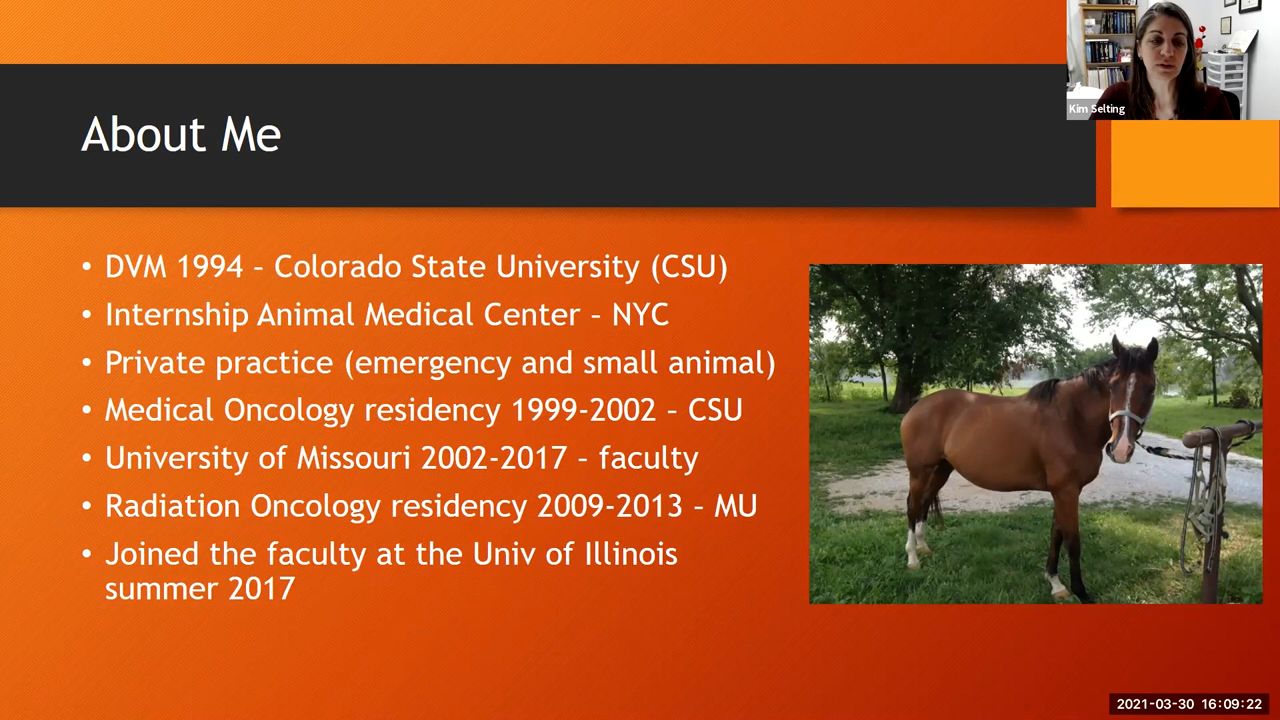 Kim Selting
About Me
• DVM 1994 – Colorado State University (CSU)
• Internship Animal Medical Center – NYC
• Private practice (emergency and small animal)
• Medical Oncology residency 1999-2002 – CSU
• University of Missouri 2002-2017 – faculty
• Radiation Oncology residency 2009-2013 – MU
• Joined the faculty at the Univ of Illinois
summer 2017
2021-03-30 16:09:22